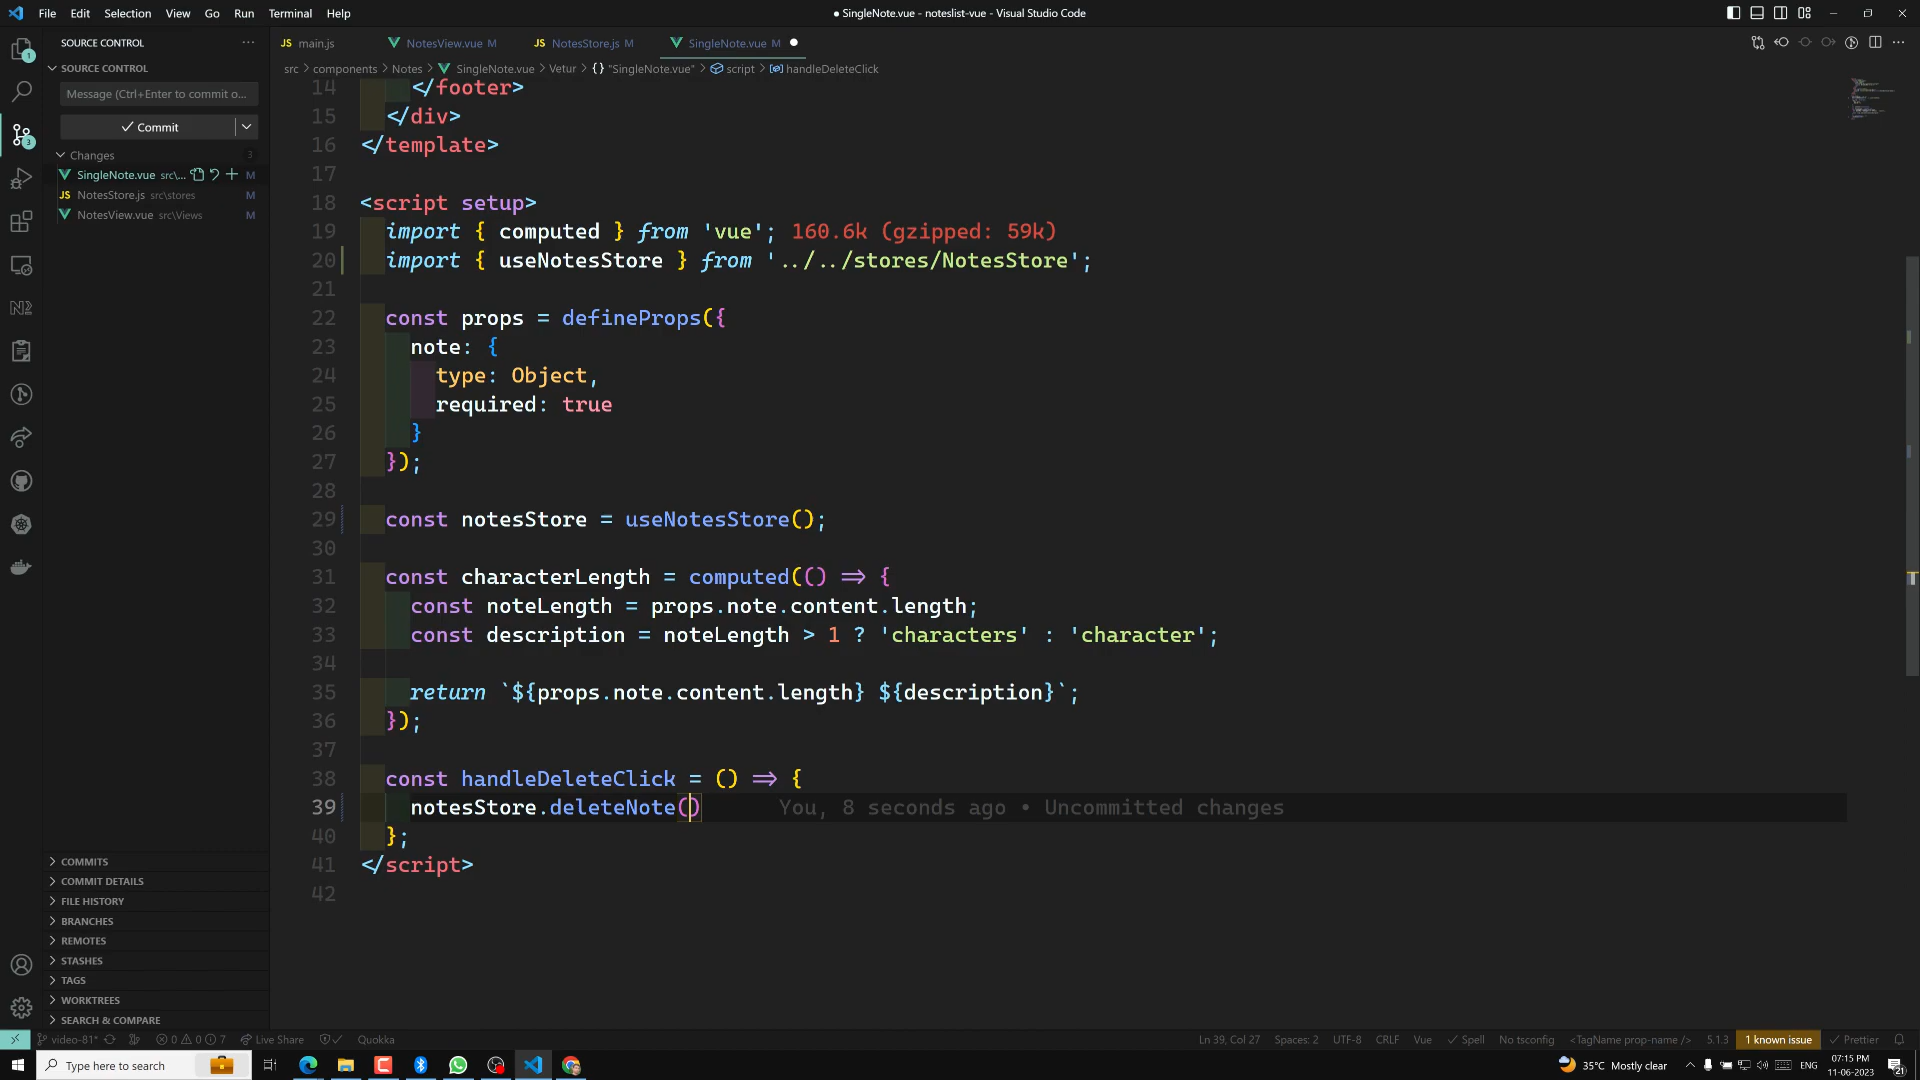 File Edit Selection View Go Run Terminal Help
● SingleNote.vue - noteslist-vue - Visual Studio Code
SOURCE CONTROL ···
SOURCE CONTROL
Message (Ctrl+Enter to commit o...
Commit
Changes 3
SingleNote.vue src\... M
JS NotesStore.js src\stores M
NotesView.vue src\Views M
COMMITS
COMMIT DETAILS
FILE HISTORY
BRANCHES
REMOTES
STASHES
TAGS
WORKTREES
SEARCH & COMPARE
JS main.js NotesView.vue M JS NotesStore.js M SingleNote.vue M
src > components > Notes > SingleNote.vue > Vetur > {} "SingleNote.vue" > script > handleDeleteClick
14 </footer>
15 </div>
16 </template>
17
18 <script setup>
19 import { computed } from 'vue'; 160.6k (gzipped: 59k)
20 import { useNotesStore } from '../../stores/NotesStore';
21
22 const props = defineProps({
23 note: {
24 type: Object,
25 required: true
26 }
27 });
28
29 const notesStore = useNotesStore();
30
31 const characterLength = computed(() => {
32 const noteLength = props.note.content.length;
33 const description = noteLength > 1 ? 'characters' : 'character';
34
35 return `${props.note.content.length} ${description}`;
36 });
37
38 const handleDeleteClick = () => {
39 notesStore.deleteNote() You, 8 seconds ago • Uncommitted changes
40 };
41 </script>
42
video-81* 0 0 7 Live Share Quokka
Ln 39, Col 27 Spaces: 2 UTF-8 CRLF Vue Spell No tsconfig <TagName prop-name /> 5.1.3 1 known issue Prettier
Type here to search
35°C Mostly clear ENG
07:15 PM
11-06-2023
21